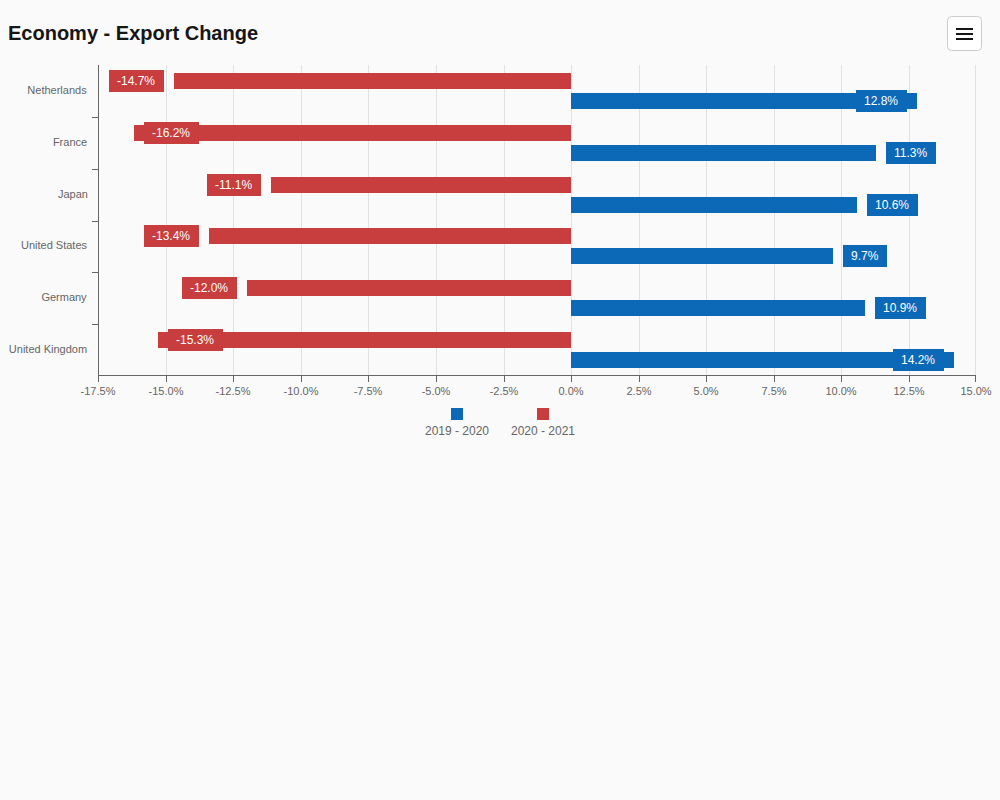 Economy - Export Change
Netherlands
-14.7%
12.8%
France
-16.2%
11.3%
Japan
-11.1%
10.6%
United States
-13.4%
9.7%
Germany
-12.0%
10.9%
United Kingdom
-15.3%
14.2%
-17.5% -15.0% -12.5% -10.0% -7.5% -5.0% -2.5% 0.0% 2.5% 5.0% 7.5% 10.0% 12.5% 15.0%
2019 - 2020 2020 - 2021